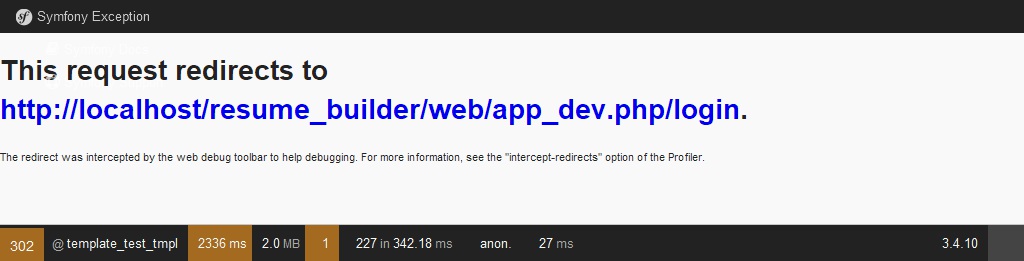 sf Symfony Exception
This request redirects to
http://localhost/resume_builder/web/app_dev.php/login.
The redirect was intercepted by the web debug toolbar to help debugging. For more information, see the "intercept-redirects" option of the Profiler.
302 @ template_test_tmpl 2336 ms 2.0 MB 1 227 in 342.18 ms anon. 27 ms 3.4.10